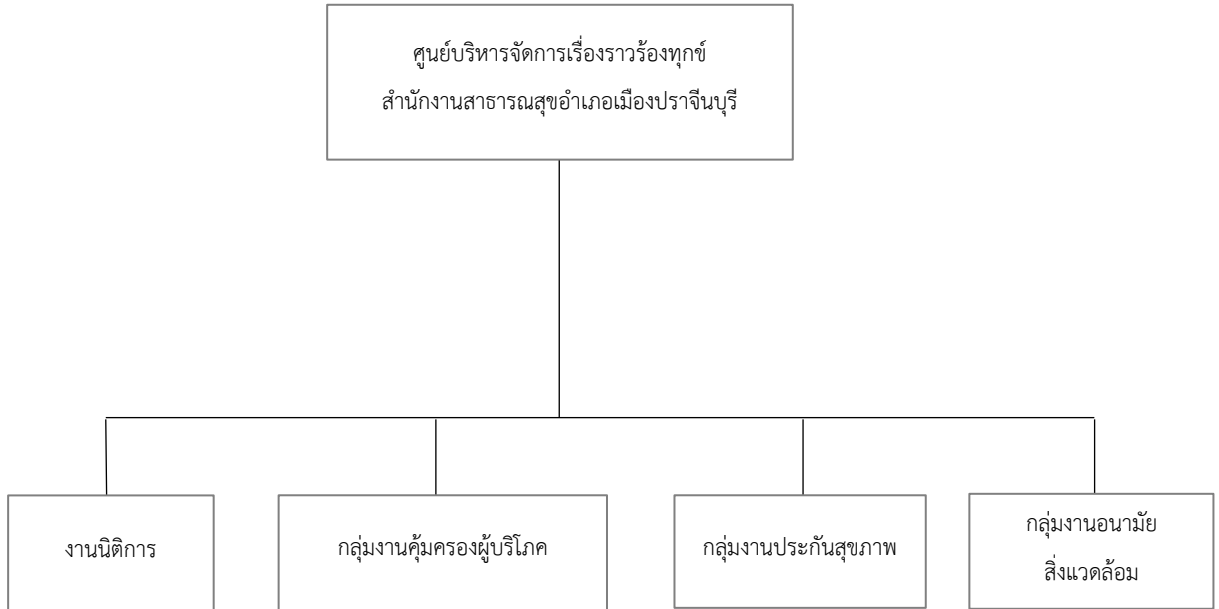 ศูนย์บริหารจัดการเรื่องราวร้องทุกข์
สำนักงานสาธารณสุขอำเภอเมืองปราจีนบุรี
งานนิติการ
กลุ่มงานคุ้มครองผู้บริโภค
กลุ่มงานประกันสุขภาพ
กลุ่มงานอนามัย
สิ่งแวดล้อม